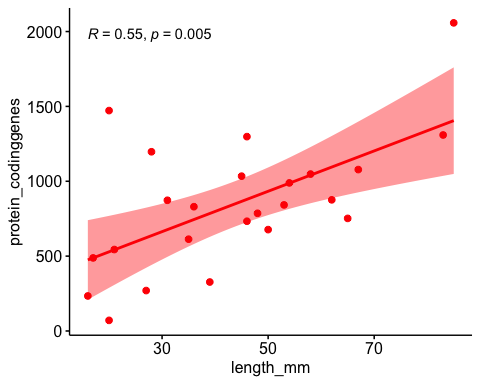 R = 0.55, p = 0.005
2000
1500
1000
500
0
protein_codinggenes
30 50 70
length_mm